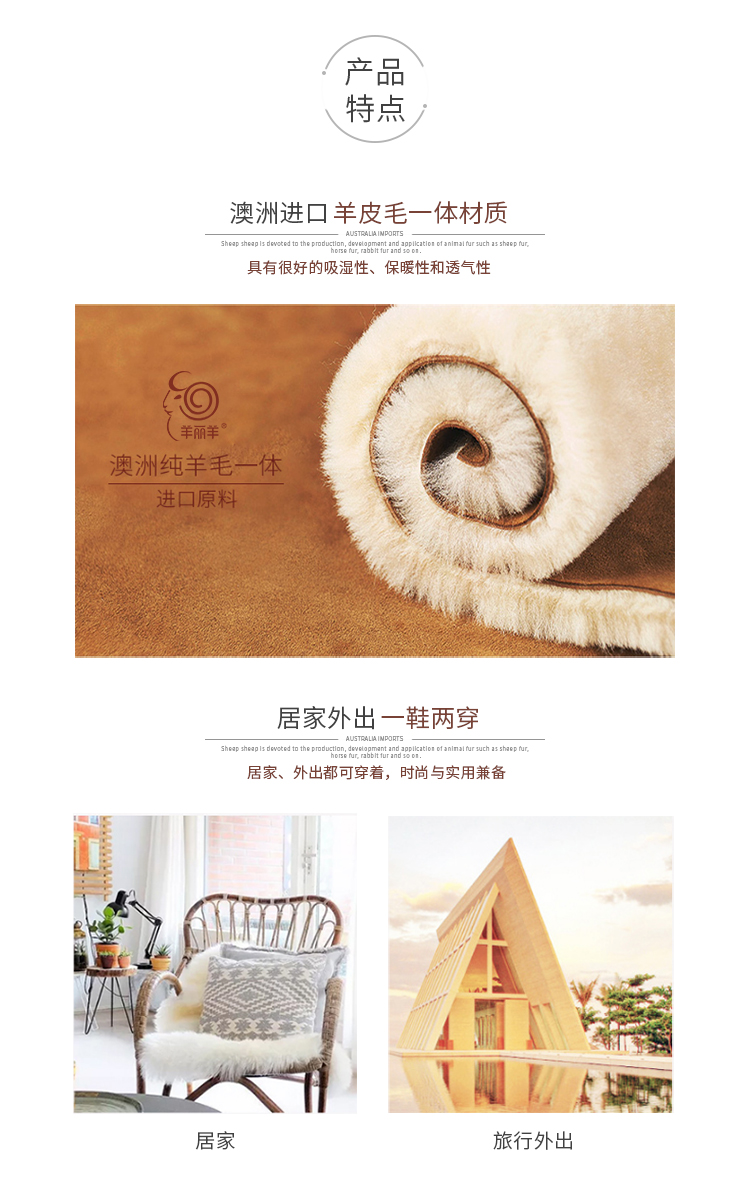 产品
特点
澳洲进口 羊皮毛一体材质
AUSTRALIA IMPORTS
Sheep sheep is devoted to the production, development and application of animal fur such as sheep fur,
horse fur, rabbit fur and so on.
具有很好的吸湿性、保暖性和透气性
羊丽羊®
澳洲纯羊毛一体
进口原料
居家外出 一鞋两穿
AUSTRALIA IMPORTS
Sheep sheep is devoted to the production, development and application of animal fur such as sheep fur,
horse fur, rabbit fur and so on.
居家、外出都可穿着，时尚与实用兼备
居家
旅行外出